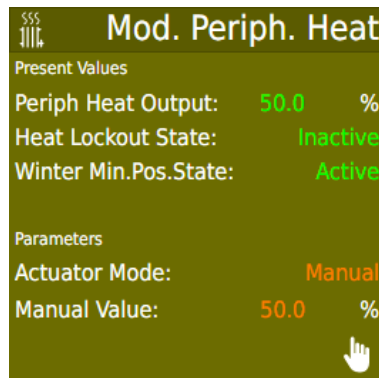 Mod. Periph. Heat
Present Values
Periph Heat Output: 50.0 %
Heat Lockout State: Inactive
Winter Min.Pos.State: Active
Parameters
Actuator Mode: Manual
Manual Value: 50.0 %